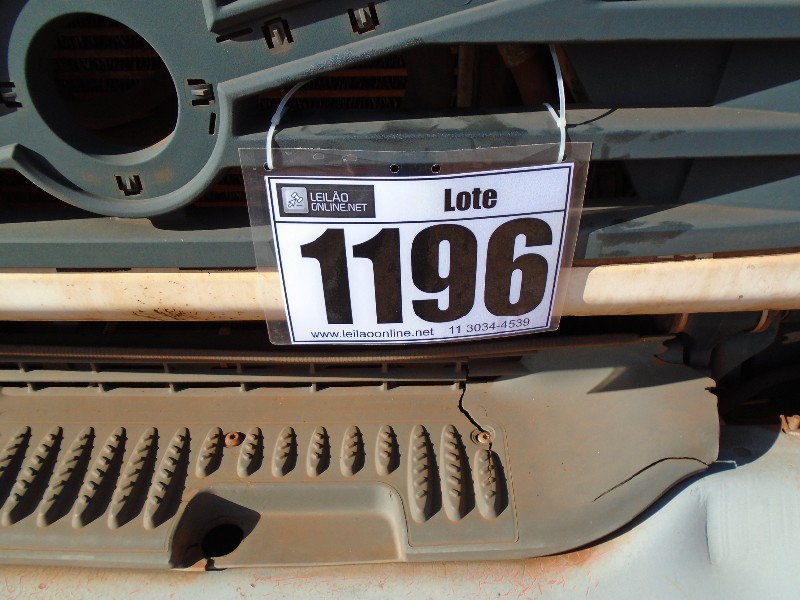 LEILÃO
ONLINE.NET
Lote
1196
www.leilaoonline.net 11 3034-4539